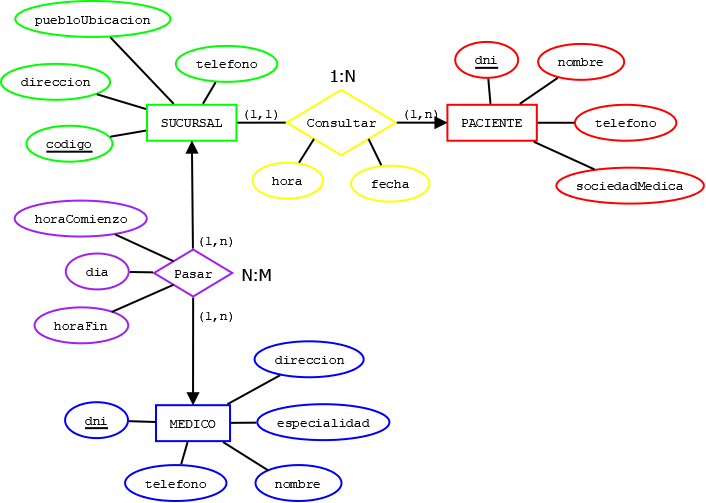 puebloUbicacion
direccion
telefono
codigo
SUCURSAL
(1,1)
1:N
Consultar
(1,n)
hora
fecha
dni
nombre
PACIENTE
telefono
sociedadMedica
horaComienzo
(1,n)
dia
Pasar
N:M
horaFin
(1,n)
direccion
dni
MEDICO
especialidad
telefono
nombre